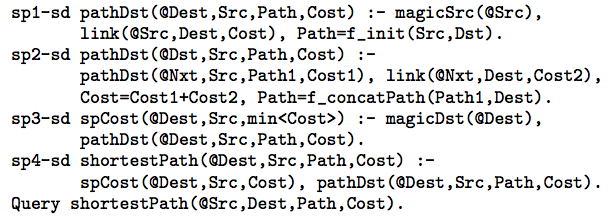 sp1-sd pathDst(@Dest,Src,Path,Cost) :- magicSrc(@Src),
link(@Src,Dest,Cost), Path=f_init(Src,Dst).
sp2-sd pathDst(@Dst,Src,Path,Cost) :-
pathDst(@Nxt,Src,Path1,Cost1), link(@Nxt,Dest,Cost2),
Cost=Cost1+Cost2, Path=f_concatPath(Path1,Dest).
sp3-sd spCost(@Dest,Src,min<Cost>) :- magicDst(@Dest),
pathDst(@Dest,Src,Path,Cost).
sp4-sd shortestPath(@Dest,Src,Path,Cost) :-
spCost(@Dest,Src,Cost), pathDst(@Dest,Src,Path,Cost).
Query shortestPath(@Src,Dest,Path,Cost).